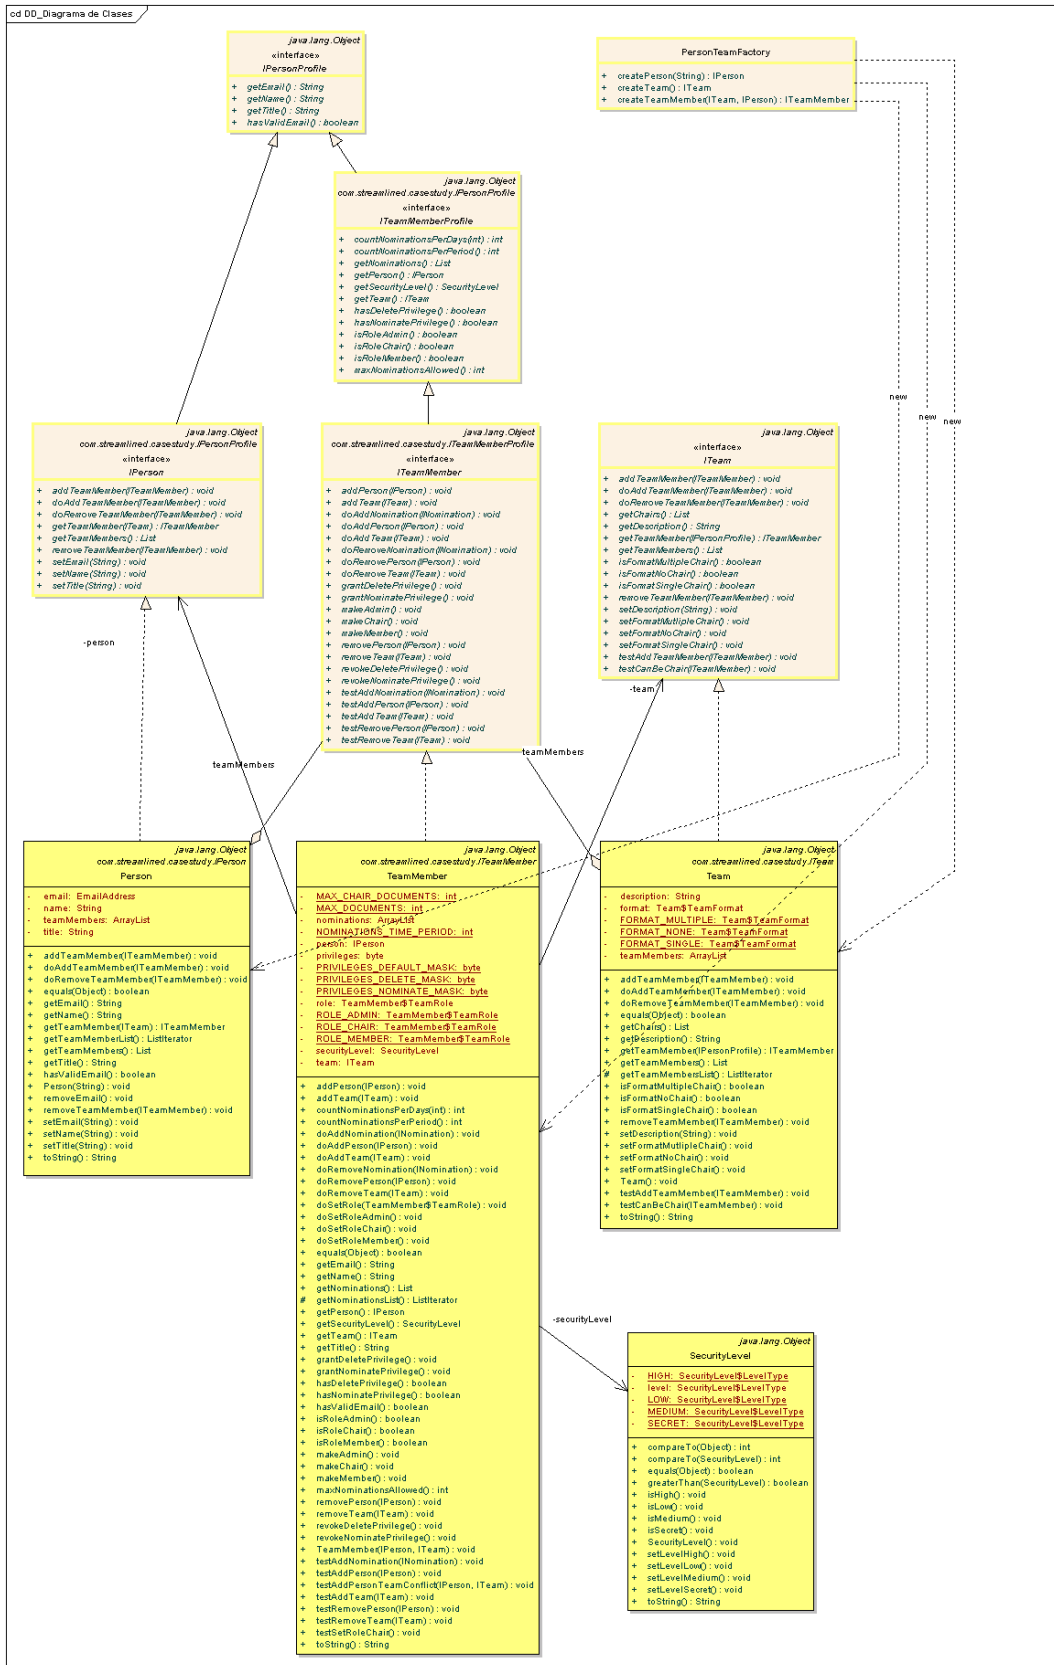 cd DD_Diagrama de Clases
java.lang.Object
«interface»
IPersonProfile
+ getEmail() : String
+ getName() : String
+ getTitle() : String
+ hasValidEmail() : boolean
PersonTeamFactory
+ createPerson(String) : IPerson
+ createTeam() : ITeam
+ createTeamMember(ITeam, IPerson) : ITeamMember
java.lang.Object
com.streamlined.casestudy.IPersonProfile
«interface»
ITeamMemberProfile
+ countNominationsPerDays(int) : int
+ countNominationsPerPeriod() : int
+ getNominations() : List
+ getPerson() : IPerson
+ getSecurityLevel() : SecurityLevel
+ getTeam() : ITeam
+ hasDeletePrivilege() : boolean
+ hasNominatePrivilege() : boolean
+ isRoleAdmin() : boolean
+ isRoleChair() : boolean
+ isRoleMember() : boolean
+ maxNominationsAllowed() : int
new
new
new
java.lang.Object
com.streamlined.casestudy.IPersonProfile
«interface»
IPerson
+ addTeamMember(ITeamMember) : void
+ doAddTeamMember(ITeamMember) : void
+ doRemoveTeamMember(ITeamMember) : void
+ getTeamMember(ITeam) : ITeamMember
+ getTeamMembers() : List
+ removeTeamMember(ITeamMember) : void
+ setEmail(String) : void
+ setName(String) : void
+ setTitle(String) : void
java.lang.Object
com.streamlined.casestudy.ITeamMemberProfile
«interface»
ITeamMember
+ addPerson(IPerson) : void
+ addTeam(ITeam) : void
+ doAddNomination(INomination) : void
+ doAddPerson(IPerson) : void
+ doAddTeam(ITeam) : void
+ doRemoveNomination(INomination) : void
+ doRemovePerson(IPerson) : void
+ doRemoveTeam(ITeam) : void
+ grantDeletePrivilege() : void
+ grantNominatePrivilege() : void
+ makeAdmin() : void
+ makeChair() : void
+ makeMember() : void
+ removePerson(IPerson) : void
+ removeTeam(ITeam) : void
+ revokeDeletePrivilege() : void
+ revokeNominatePrivilege() : void
+ testAddNomination(INomination) : void
+ testAddPerson(IPerson) : void
+ testAddTeam(ITeam) : void
+ testRemovePerson(IPerson) : void
+ testRemoveTeam(ITeam) : void
java.lang.Object
«interface»
ITeam
+ addTeamMember(ITeamMember) : void
+ doAddTeamMember(ITeamMember) : void
+ doRemoveTeamMember(ITeamMember) : void
+ getChairs() : List
+ getDescription() : String
+ getTeamMember(IPersonProfile) : ITeamMember
+ getTeamMembers() : List
+ isFormatMultipleChair() : boolean
+ isFormatNoChair() : boolean
+ isFormatSingleChair() : boolean
+ removeTeamMember(ITeamMember) : void
+ setDescription(String) : void
+ setFormatMutlipleChair() : void
+ setFormatNoChair() : void
+ setFormatSingleChair() : void
+ testAddTeamMember(ITeamMember) : void
+ testCanBeChair(ITeamMember) : void
-person
-team
teamMembers
teamMembers
java.lang.Object
com.streamlined.casestudy.IPerson
Person
- email: EmailAddress
- name: String
- teamMembers: ArrayList
- title: String
+ addTeamMember(ITeamMember) : void
+ doAddTeamMember(ITeamMember) : void
+ doRemoveTeamMember(ITeamMember) : void
+ equals(Object) : boolean
+ getEmail() : String
+ getName() : String
+ getTeamMember(ITeam) : ITeamMember
+ getTeamMemberList() : ListIterator
+ getTeamMembers() : List
+ getTitle() : String
+ hasValidEmail() : boolean
+ Person(String) : void
+ removeEmail() : void
+ removeTeamMember(ITeamMember) : void
+ setEmail(String) : void
+ setName(String) : void
+ setTitle(String) : void
+ toString() : String
java.lang.Object
com.streamlined.casestudy.ITeamMember
TeamMember
- MAX_CHAIR_DOCUMENTS: int
- MAX_DOCUMENTS: int
- nominations: ArrayList
- NOMINATIONS_TIME_PERIOD: int
- person: IPerson
- privileges: byte
- PRIVILEGES_DEFAULT_MASK: byte
- PRIVILEGES_DELETE_MASK: byte
- PRIVILEGES_NOMINATE_MASK: byte
- role: TeamMember$TeamRole
- ROLE_ADMIN: TeamMember$TeamRole
- ROLE_CHAIR: TeamMember$TeamRole
- ROLE_MEMBER: TeamMember$TeamRole
- securityLevel: SecurityLevel
- team: ITeam
+ addPerson(IPerson) : void
+ addTeam(ITeam) : void
+ countNominationsPerDays(int) : int
+ countNominationsPerPeriod() : int
+ doAddNomination(INomination) : void
+ doAddPerson(IPerson) : void
+ doAddTeam(ITeam) : void
+ doRemoveNomination(INomination) : void
+ doRemovePerson(IPerson) : void
+ doRemoveTeam(ITeam) : void
+ doSetRole(TeamMember$TeamRole) : void
+ doSetRoleAdmin() : void
+ doSetRoleChair() : void
+ doSetRoleMember() : void
+ equals(Object) : boolean
+ getEmail() : String
+ getName() : String
+ getNominations() : List
# getNominationsList() : ListIterator
+ getPerson() : IPerson
+ getSecurityLevel() : SecurityLevel
+ getTeam() : ITeam
+ getTitle() : String
+ grantDeletePrivilege() : void
+ grantNominatePrivilege() : void
+ hasDeletePrivilege() : boolean
+ hasNominatePrivilege() : boolean
+ hasValidEmail() : boolean
+ isRoleAdmin() : boolean
+ isRoleChair() : boolean
+ isRoleMember() : boolean
+ makeAdmin() : void
+ makeChair() : void
+ makeMember() : void
+ maxNominationsAllowed() : int
+ removePerson(IPerson) : void
+ removeTeam(ITeam) : void
+ revokeDeletePrivilege() : void
+ revokeNominatePrivilege() : void
+ TeamMember(IPerson, ITeam) : void
+ testAddNomination(INomination) : void
+ testAddPerson(IPerson) : void
+ testAddPersonTeamConflict(IPerson, ITeam) : void
+ testAddTeam(ITeam) : void
+ testRemovePerson(IPerson) : void
+ testRemoveTeam(ITeam) : void
+ testSetRoleChair() : void
+ toString() : String
java.lang.Object
com.streamlined.casestudy.ITeam
Team
- description: String
- format: Team$TeamFormat
- FORMAT_MULTIPLE: Team$TeamFormat
- FORMAT_NONE: Team$TeamFormat
- FORMAT_SINGLE: Team$TeamFormat
- teamMembers: ArrayList
+ addTeamMember(ITeamMember) : void
+ doAddTeamMember(ITeamMember) : void
+ doRemoveTeamMember(ITeamMember) : void
+ equals(Object) : boolean
+ getChairs() : List
+ getDescription() : String
+ getTeamMember(IPersonProfile) : ITeamMember
+ getTeamMembers() : List
# getTeamMembersList() : ListIterator
+ isFormatMultipleChair() : boolean
+ isFormatNoChair() : boolean
+ isFormatSingleChair() : boolean
+ removeTeamMember(ITeamMember) : void
+ setDescription(String) : void
+ setFormatMutlipleChair() : void
+ setFormatNoChair() : void
+ setFormatSingleChair() : void
+ Team() : void
+ testAddTeamMember(ITeamMember) : void
+ testCanBeChair(ITeamMember) : void
+ toString() : String
-securityLevel
java.lang.Object
SecurityLevel
- HIGH: SecurityLevel$LevelType
- level: SecurityLevel$LevelType
- LOW: SecurityLevel$LevelType
- MEDIUM: SecurityLevel$LevelType
- SECRET: SecurityLevel$LevelType
+ compareTo(Object) : int
+ compareTo(SecurityLevel) : int
+ equals(Object) : boolean
+ greaterThan(SecurityLevel) : boolean
+ isHigh() : void
+ isLow() : void
+ isMedium() : void
+ isSecret() : void
+ SecurityLevel() : void
+ setLevelHigh() : void
+ setLevelLow() : void
+ setLevelMedium() : void
+ setLevelSecret() : void
+ toString() : String